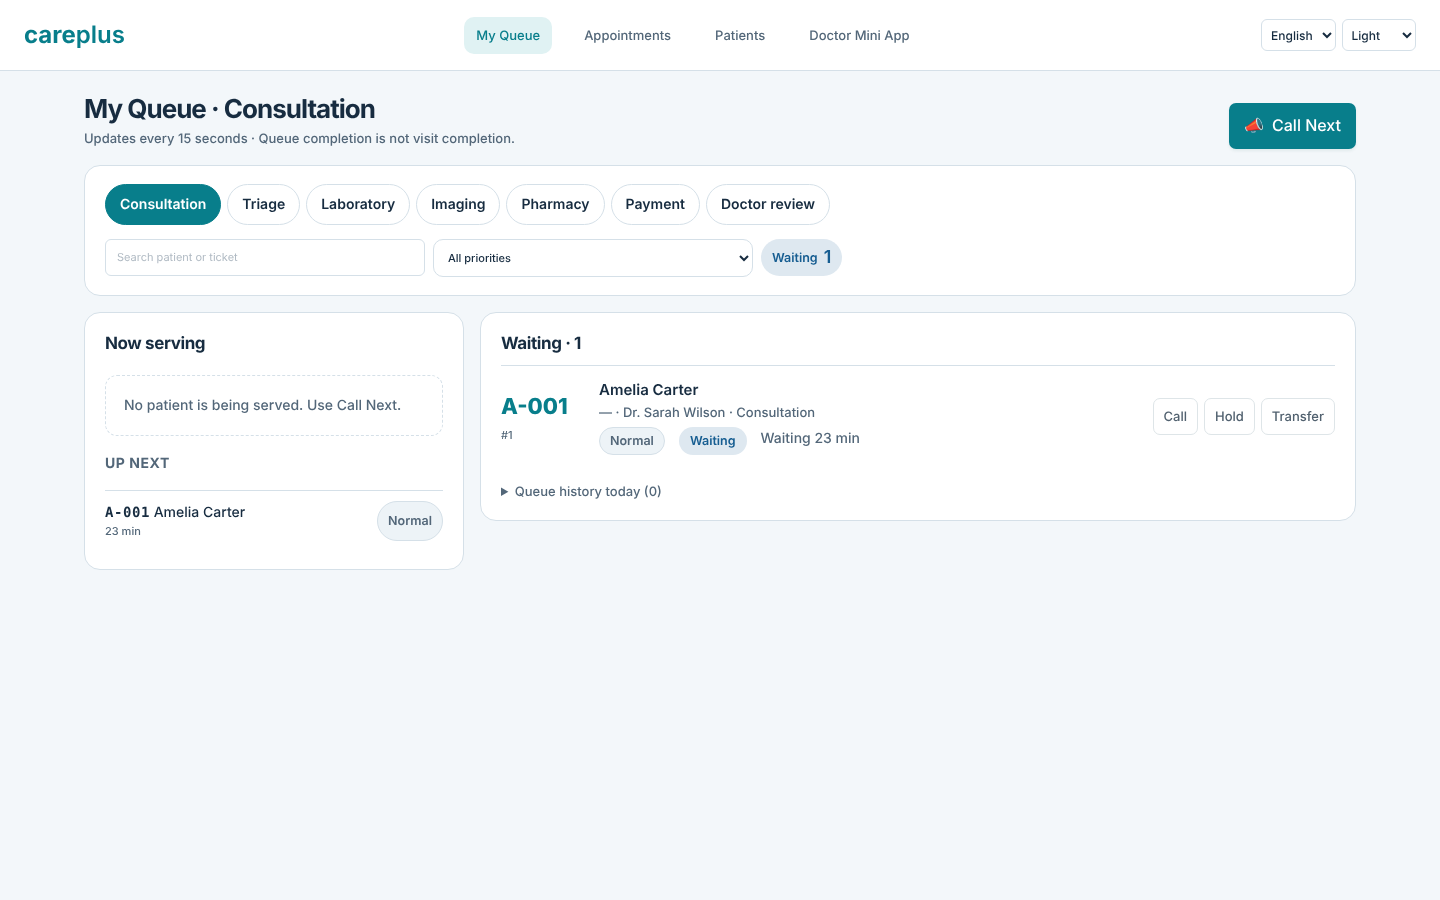 careplus
My Queue
Appointments
Patients
Doctor Mini App
English
Light
My Queue · Consultation
Updates every 15 seconds · Queue completion is not visit completion.
Call Next
Consultation
Triage
Laboratory
Imaging
Pharmacy
Payment
Doctor review
Search patient or ticket
All priorities
Waiting 1
Now serving
No patient is being served. Use Call Next.
UP NEXT
A-001 Amelia Carter
23 min
Normal
Waiting · 1
A-001
#1
Amelia Carter
— · Dr. Sarah Wilson · Consultation
Normal
Waiting
Waiting 23 min
Call
Hold
Transfer
Queue history today (0)